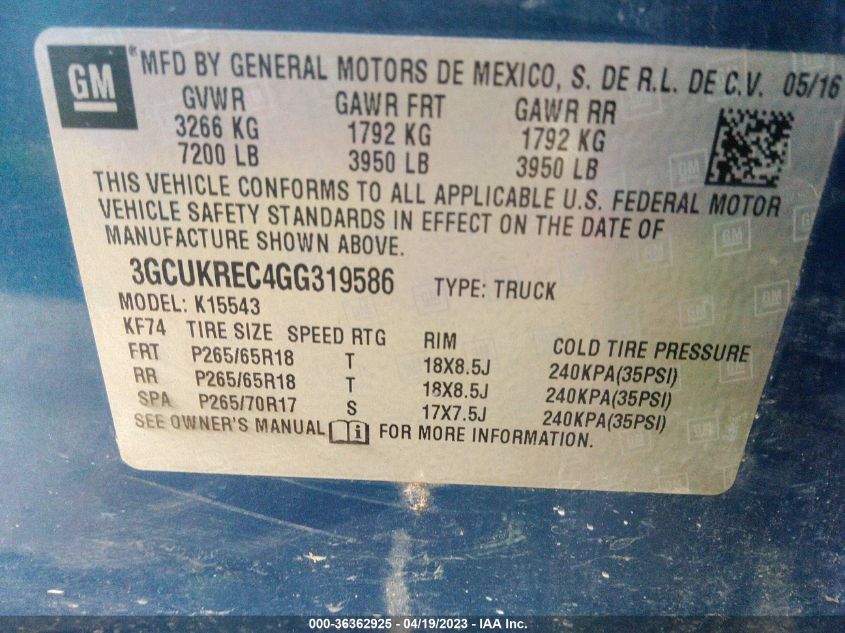 GM ® MFD BY GENERAL MOTORS DE MEXICO, S. DE R.L. DE C.V. 05/16
GVWR GAWR FRT GAWR RR
3266 KG 1792 KG 1792 KG
7200 LB 3950 LB 3950 LB
THIS VEHICLE CONFORMS TO ALL APPLICABLE U.S. FEDERAL MOTOR
VEHICLE SAFETY STANDARDS IN EFFECT ON THE DATE OF
MANUFACTURE SHOWN ABOVE.
3GCUKREC4GG319586 TYPE: TRUCK
MODEL: K15543
KF74 TIRE SIZE SPEED RTG RIM COLD TIRE PRESSURE
FRT P265/65R18 T 18X8.5J 240KPA(35PSI)
RR P265/65R18 T 18X8.5J 240KPA(35PSI)
SPA P265/70R17 S 17X7.5J 240KPA(35PSI)
SEE OWNER'S MANUAL i FOR MORE INFORMATION.
000-36362925 - 04/19/2023 - IAA Inc.